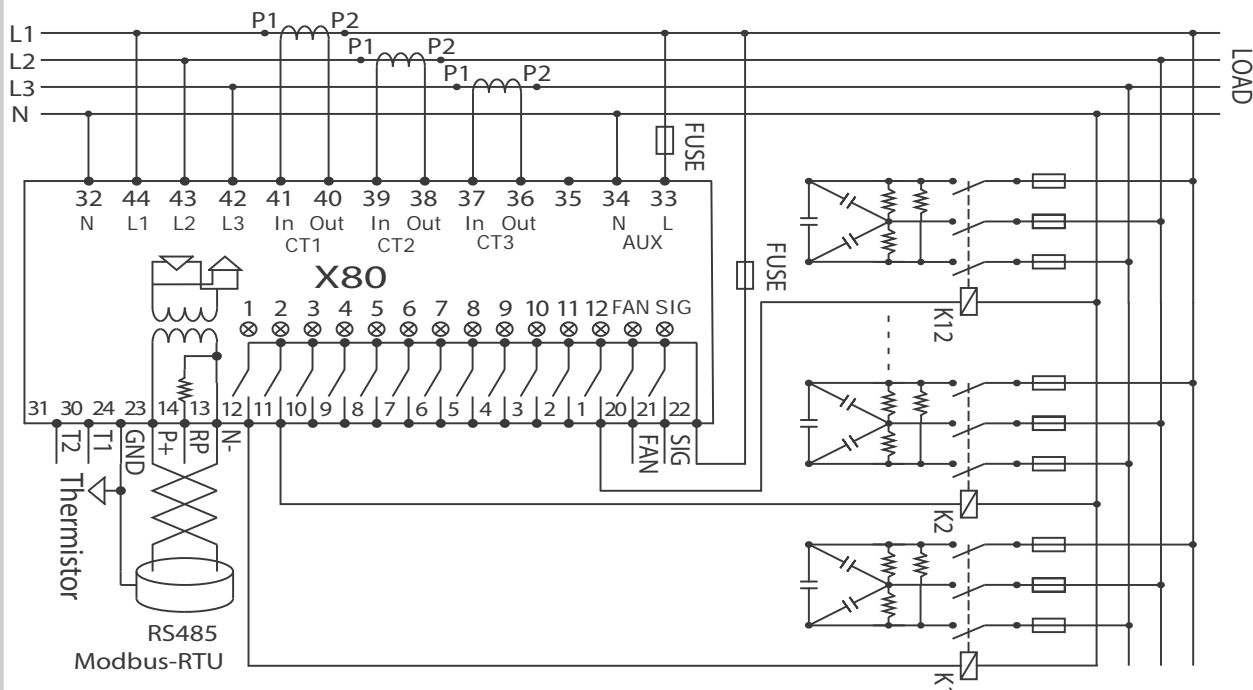 L1 P1 P2
L2 P1 P2
L3 P1 P2
N
LOAD
FUSE
32 44 43 42 41 40 39 38 37 36 35 34 33
N L1 L2 L3 In Out In Out In Out N L
CT1 CT2 CT3 AUX
FUSE
X80
1 2 3 4 5 6 7 8 9 10 11 12 FAN SIG
K12
31 30 24 23 14 13 12 11 10 9 8 7 6 5 4 3 2 1 20 21 22
T2 T1 GND P+ RP N- FAN SIG
Thermistor
K2
RS485
Modbus-RTU